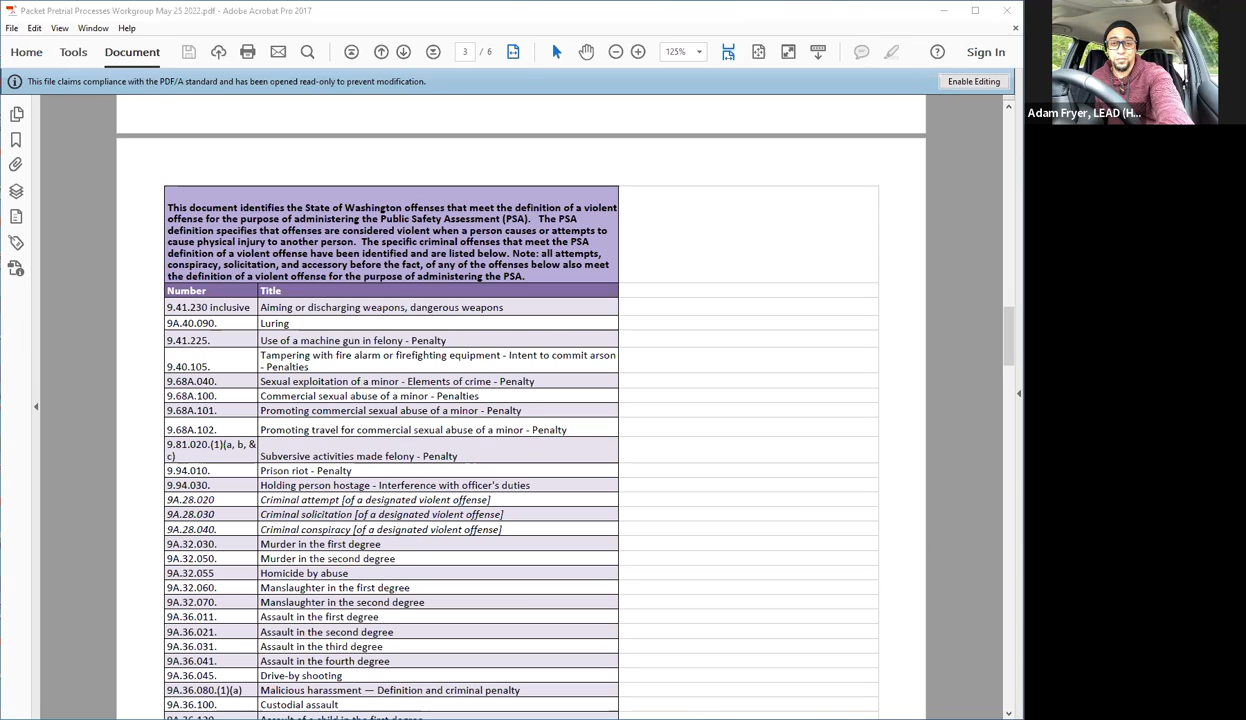 Packet Pretrial Processes Workgroup May 25 2022.pdf - Adobe Acrobat Pro 2017
File Edit View Window Help
Home Tools Document 3 / 6 125% Sign In
This file claims compliance with the PDF/A standard and has been opened read-only to prevent modification. Enable Editing
Adam Fryer, LEAD (H...
This document identifies the State of Washington offenses that meet the definition of a violent
offense for the purpose of administering the Public Safety Assessment (PSA). The PSA
definition specifies that offenses are considered violent when a person causes or attempts to
cause physical injury to another person. The specific criminal offenses that meet the PSA
definition of a violent offense have been identified and are listed below. Note: all attempts,
conspiracy, solicitation, and accessory before the fact, of any of the offenses below also meet
the definition of a violent offense for the purpose of administering the PSA.
Number Title
9.41.230 inclusive Aiming or discharging weapons, dangerous weapons
9A.40.090. Luring
9.41.225. Use of a machine gun in felony - Penalty
Tampering with fire alarm or firefighting equipment - Intent to commit arson
9.40.105. - Penalties
9.68A.040. Sexual exploitation of a minor - Elements of crime - Penalty
9.68A.100. Commercial sexual abuse of a minor - Penalties
9.68A.101. Promoting commercial sexual abuse of a minor - Penalty
9.68A.102. Promoting travel for commercial sexual abuse of a minor - Penalty
9.81.020.(1)(a, b, &
c) Subversive activities made felony - Penalty
9.94.010. Prison riot - Penalty
9.94.030. Holding person hostage - Interference with officer's duties
9A.28.020 Criminal attempt [of a designated violent offense]
9A.28.030 Criminal solicitation [of a designated violent offense]
9A.28.040. Criminal conspiracy [of a designated violent offense]
9A.32.030. Murder in the first degree
9A.32.050. Murder in the second degree
9A.32.055 Homicide by abuse
9A.32.060. Manslaughter in the first degree
9A.32.070. Manslaughter in the second degree
9A.36.011. Assault in the first degree
9A.36.021. Assault in the second degree
9A.36.031. Assault in the third degree
9A.36.041. Assault in the fourth degree
9A.36.045. Drive-by shooting
9A.36.080.(1)(a) Malicious harassment — Definition and criminal penalty
9A.36.100. Custodial assault
9A.36.120. Assault of a child in the first degree